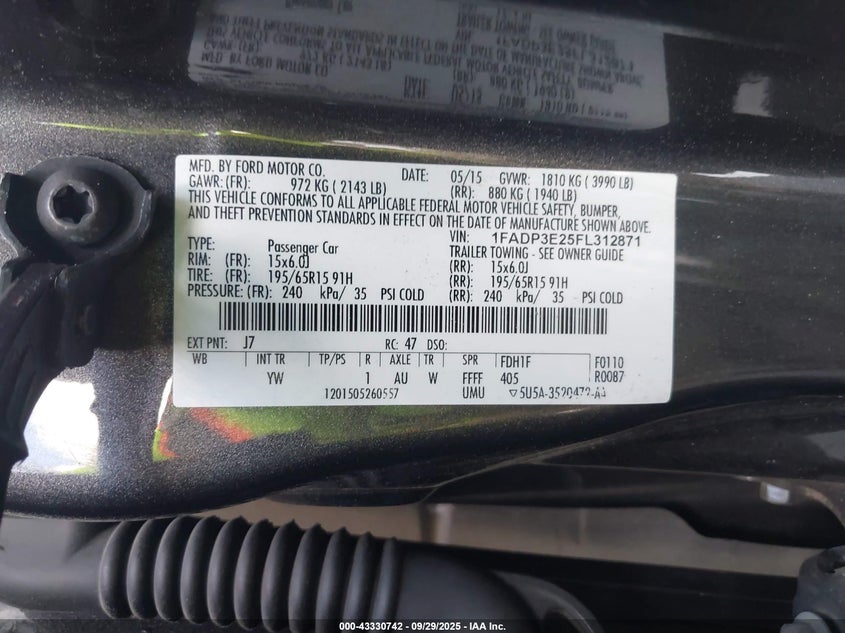 MFD. BY FORD MOTOR CO. DATE: 05/15 GVWR: 1810 KG ( 3990 LB)
GAWR: (FR): 972 KG ( 2143 LB) (RR): 880 KG ( 1940 LB)
THIS VEHICLE CONFORMS TO ALL APPLICABLE FEDERAL MOTOR VEHICLE SAFETY, BUMPER,
AND THEFT PREVENTION STANDARDS IN EFFECT ON THE DATE OF MANUFACTURE SHOWN ABOVE.
VIN: 1FADP3E25FL312871
TYPE: Passenger Car TRAILER TOWING - SEE OWNER GUIDE
RIM: (FR): 15x6.0J (RR): 15x6.0J
TIRE: (FR): 195/65R15 91H (RR): 195/65R15 91H
PRESSURE: (FR): 240 kPa/ 35 PSI COLD (RR): 240 kPa/ 35 PSI COLD
EXT PNT: J7 RC: 47 DSO:
WB INT TR TP/PS R AXLE TR SPR FDH1F F0110
YW 1 AU W FFFF 405 R0087
1201505260557 UMU ▽5U5A-3520472-AA
000-43330742 - 09/29/2025 - IAA Inc.